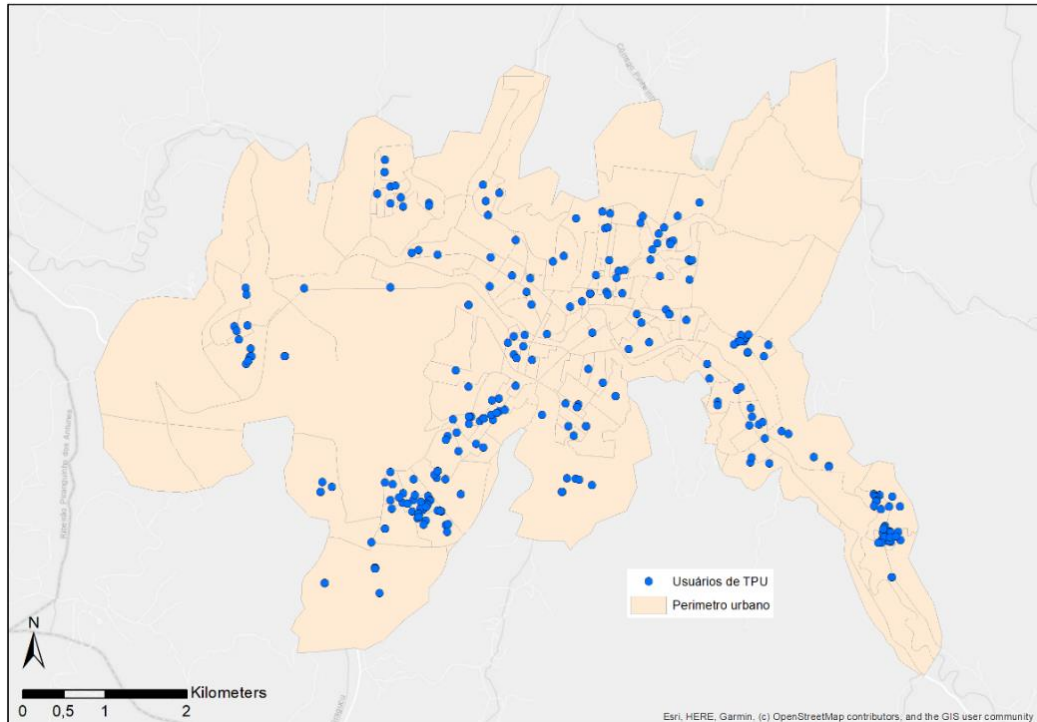 Usuários de TPU
Perimetro urbano
N
Kilometers
0 0,5 1 2
Esri, HERE, Garmin, (c) OpenStreetMap contributors, and the GIS user community